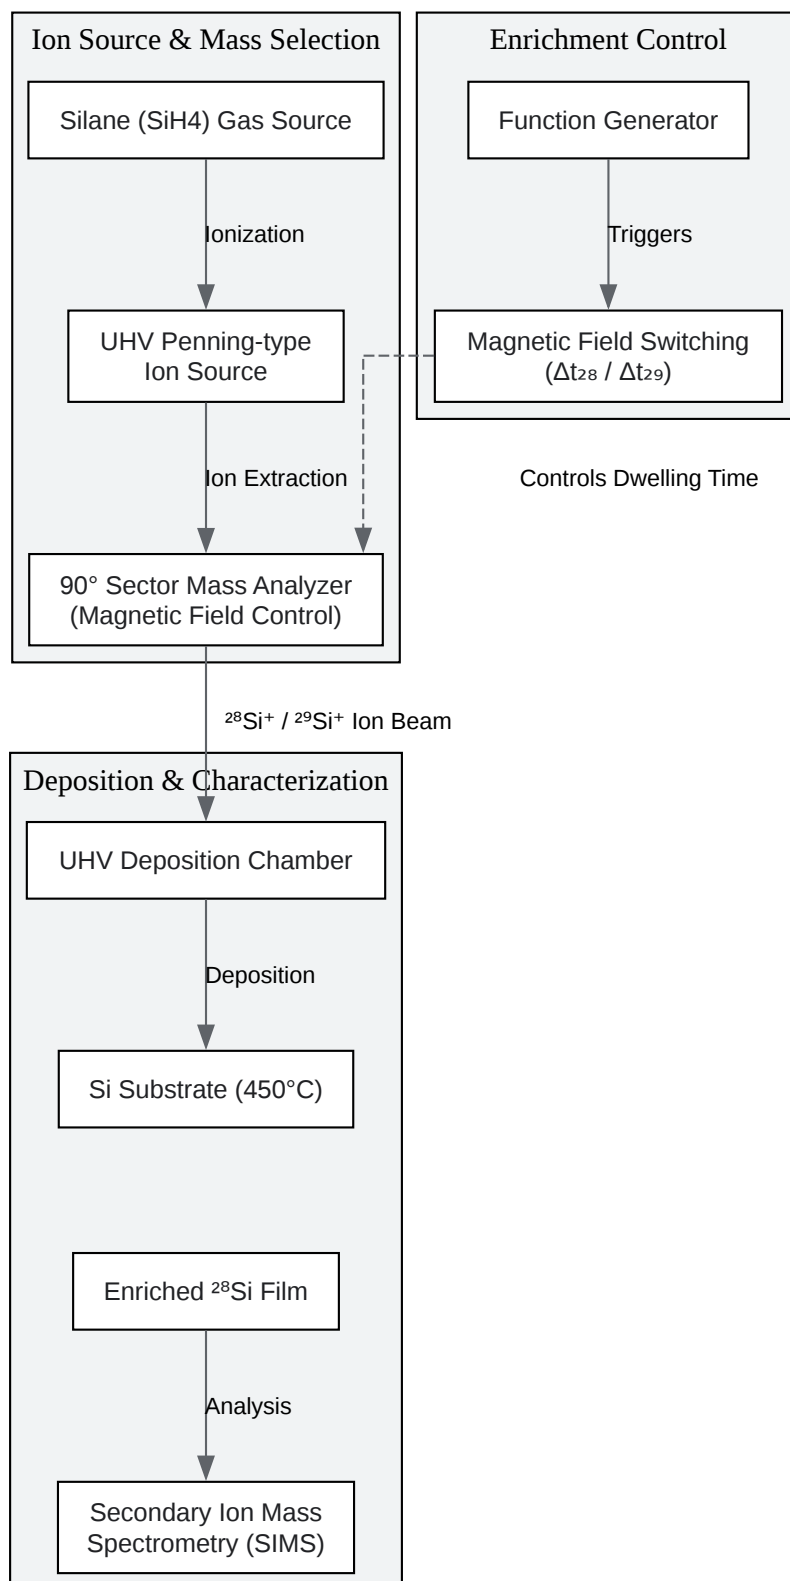 Ion Source & Mass Selection
Silane (SiH4) Gas Source
Ionization
UHV Penning-type
Ion Source
Ion Extraction
90° Sector Mass Analyzer
(Magnetic Field Control)
Enrichment Control
Function Generator
Triggers
Magnetic Field Switching
(Δt₂₈ / Δt₂₉)
Controls Dwelling Time
²⁸Si⁺ / ²⁹Si⁺ Ion Beam
Deposition & Characterization
UHV Deposition Chamber
Deposition
Si Substrate (450°C)
Enriched ²⁸Si Film
Analysis
Secondary Ion Mass
Spectrometry (SIMS)